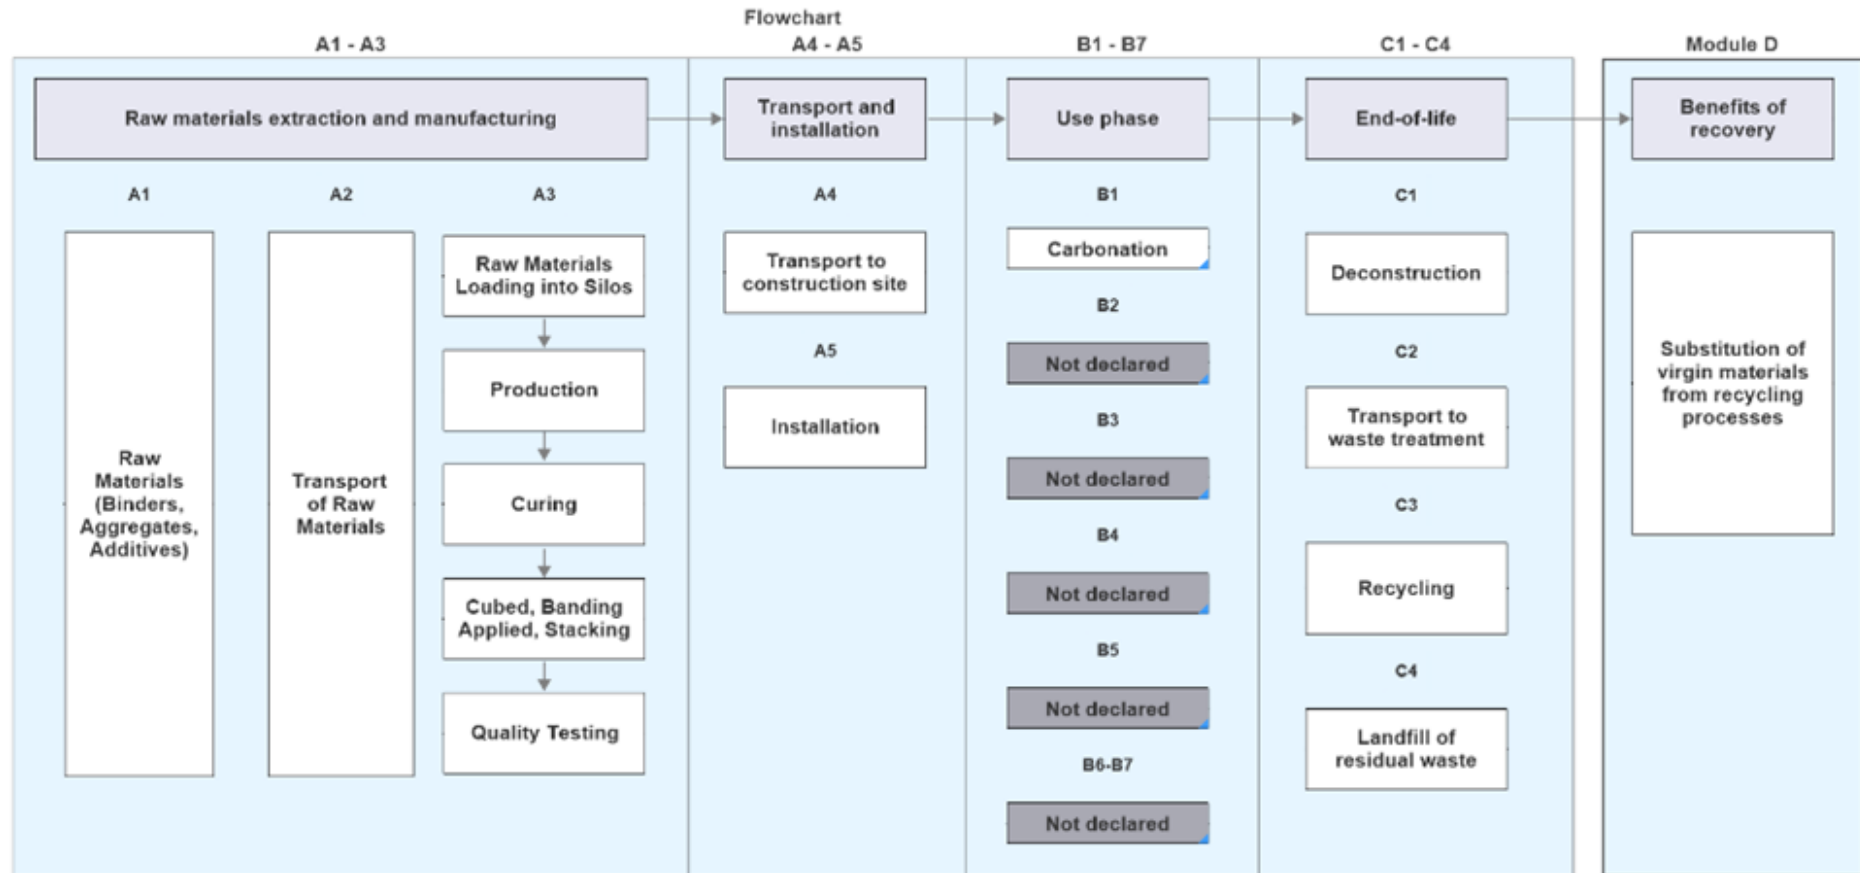 Flowchart
A1 - A3
A4 - A5
B1 - B7
C1 - C4
Module D
Raw materials extraction and manufacturing
Transport and
installation
Use phase
End-of-life
Benefits of
recovery
A1
Raw
Materials
(Binders,
Aggregates,
Additives)
A2
Transport
of Raw
Materials
A3
Raw Materials
Loading into Silos
Production
Curing
Cubed, Banding
Applied, Stacking
Quality Testing
A4
Transport to
construction site
A5
Installation
B1
Carbonation
B2
Not declared
B3
Not declared
B4
Not declared
B5
Not declared
B6-B7
Not declared
C1
Deconstruction
C2
Transport to
waste treatment
C3
Recycling
C4
Landfill of
residual waste
Substitution of
virgin materials
from recycling
processes